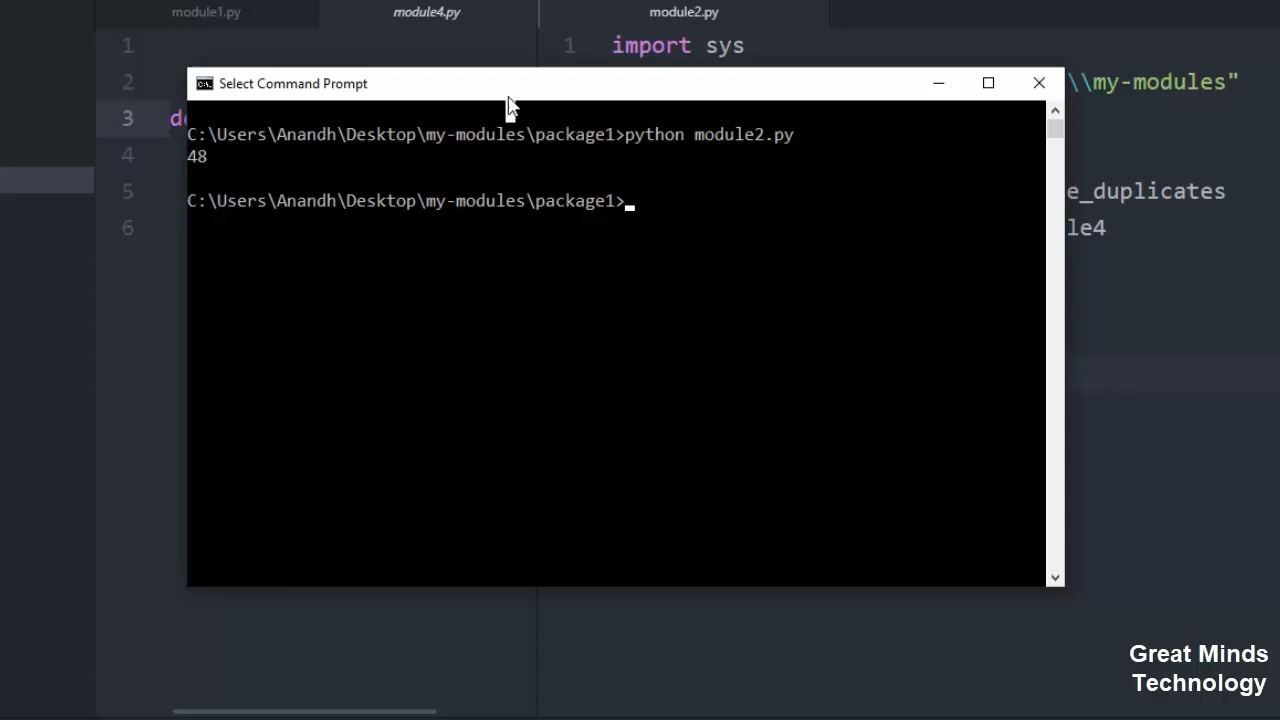 module1.py
module4.py
module2.py
1
2
3
4
5
6
1 import sys
\\my-modules"
e_duplicates
le4
Select Command Prompt
C:\Users\Anandh\Desktop\my-modules\package1>python module2.py
48
C:\Users\Anandh\Desktop\my-modules\package1>
Great Minds
Technology